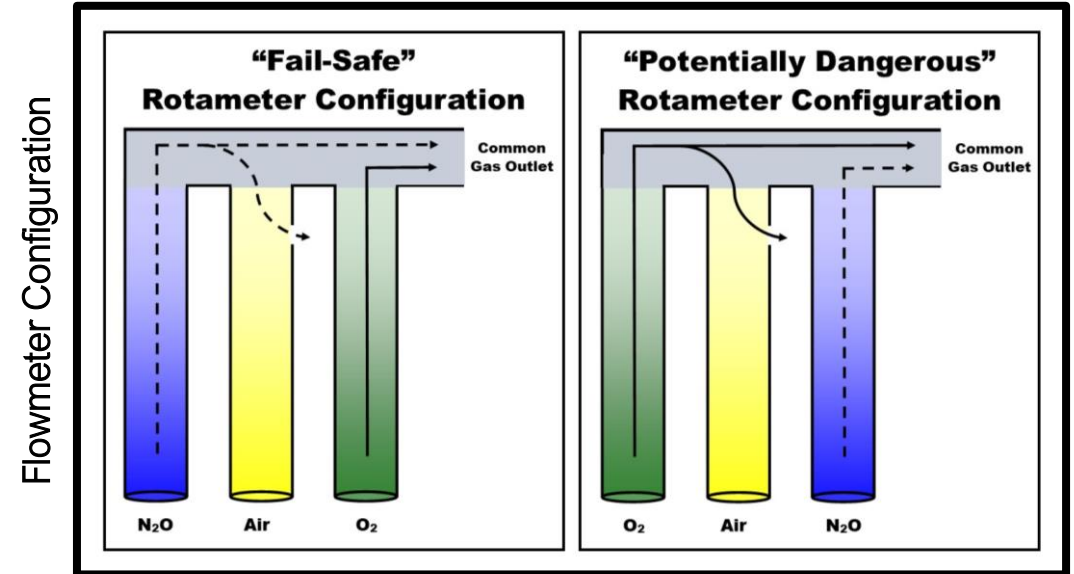 Flowmeter Configuration
“Fail-Safe”
Rotameter Configuration
Common
Gas Outlet
N₂O
Air
O₂
“Potentially Dangerous”
Rotameter Configuration
Common
Gas Outlet
O₂
Air
N₂O